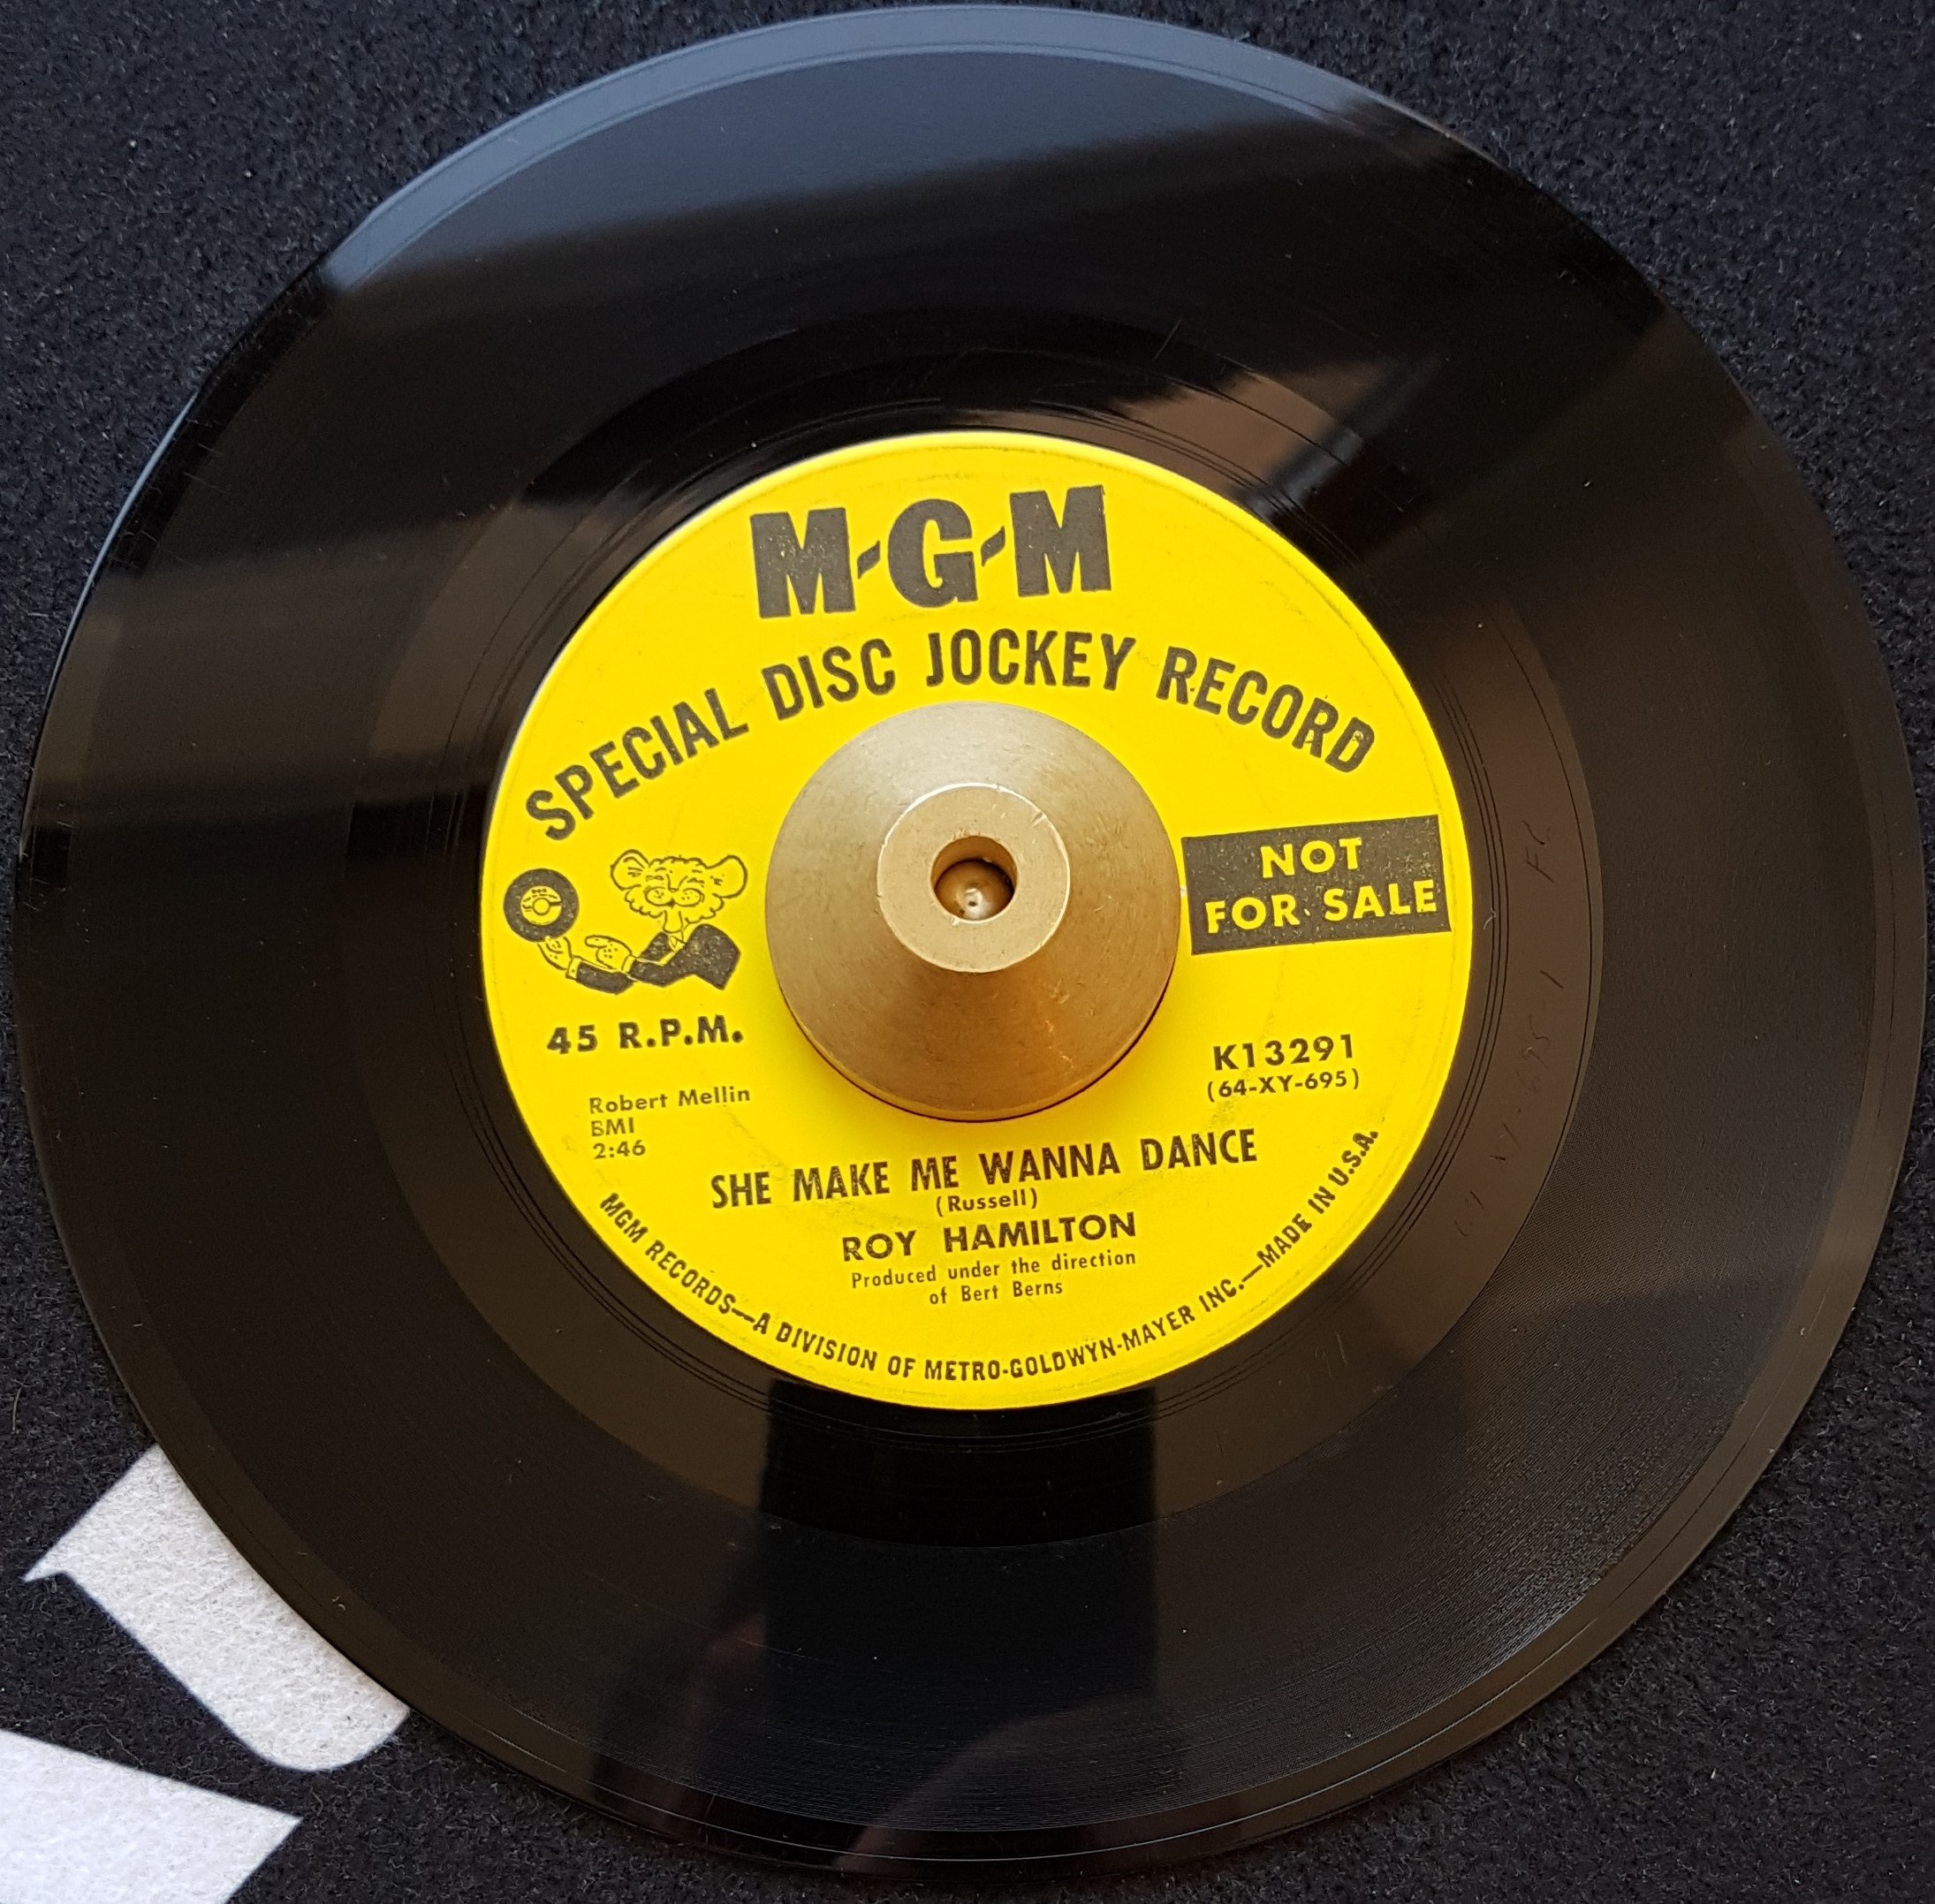 M-G-M
SPECIAL DISC JOCKEY RECORD
NOT
FOR SALE
45 R.P.M.
K13291
(64-XY-695)
Robert Mellin
BMI
2:46
SHE MAKE ME WANNA DANCE
(Russell)
ROY HAMILTON
Produced under the direction
of Bert Berns
MGM RECORDS—A DIVISION OF METRO-GOLDWYN-MAYER INC.—MADE IN U.S.A.